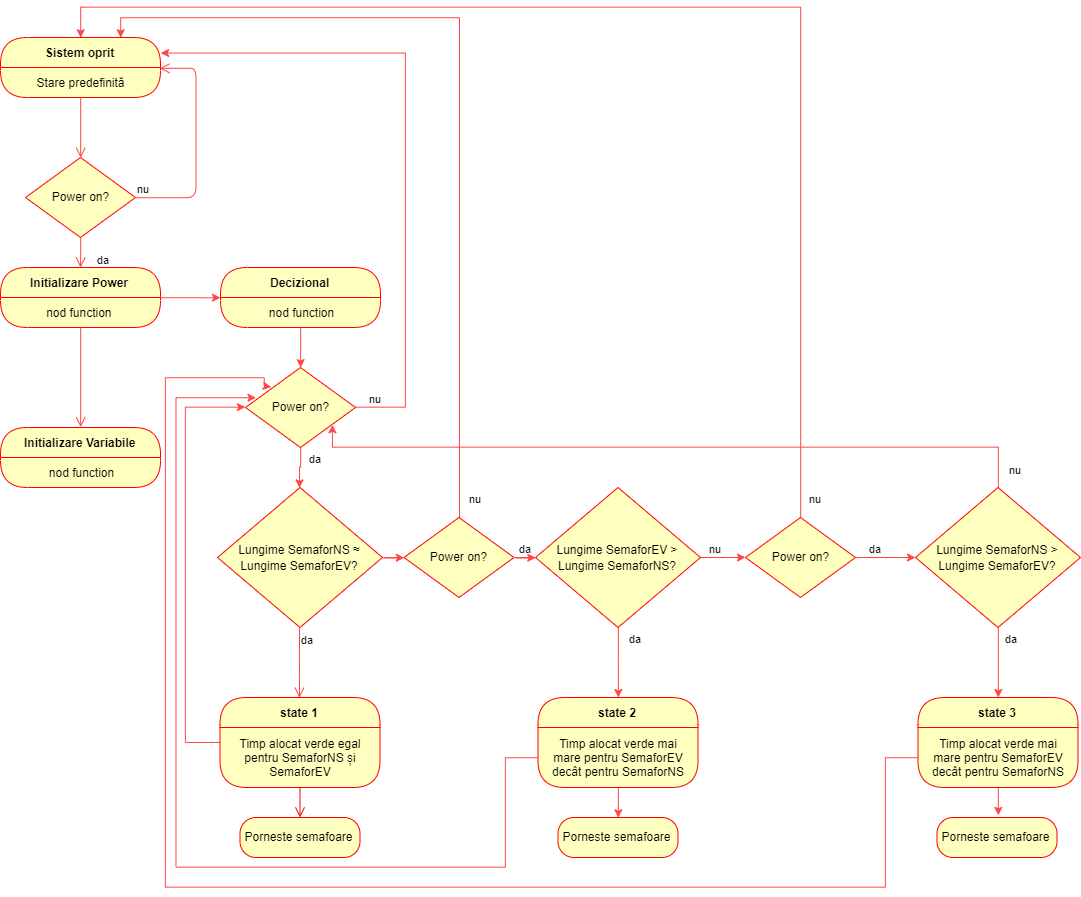 Sistem oprit
Stare predefinită
Power on?
nu
da
Initializare Power
nod function
Decizional
nod function
Power on?
nu
da
Initializare Variabile
nod function
Lungime SemaforNS ≈
Lungime SemaforEV?
Power on?
nu
da
Lungime SemaforEV >
Lungime SemaforNS?
nu
Power on?
nu
da
Lungime SemaforNS >
Lungime SemaforEV?
nu
da
da
da
state 1
Timp alocat verde egal
pentru SemaforNS și
SemaforEV
state 2
Timp alocat verde mai
mare pentru SemaforEV
decât pentru SemaforNS
state 3
Timp alocat verde mai
mare pentru SemaforEV
decât pentru SemaforNS
Porneste semafoare
Porneste semafoare
Porneste semafoare